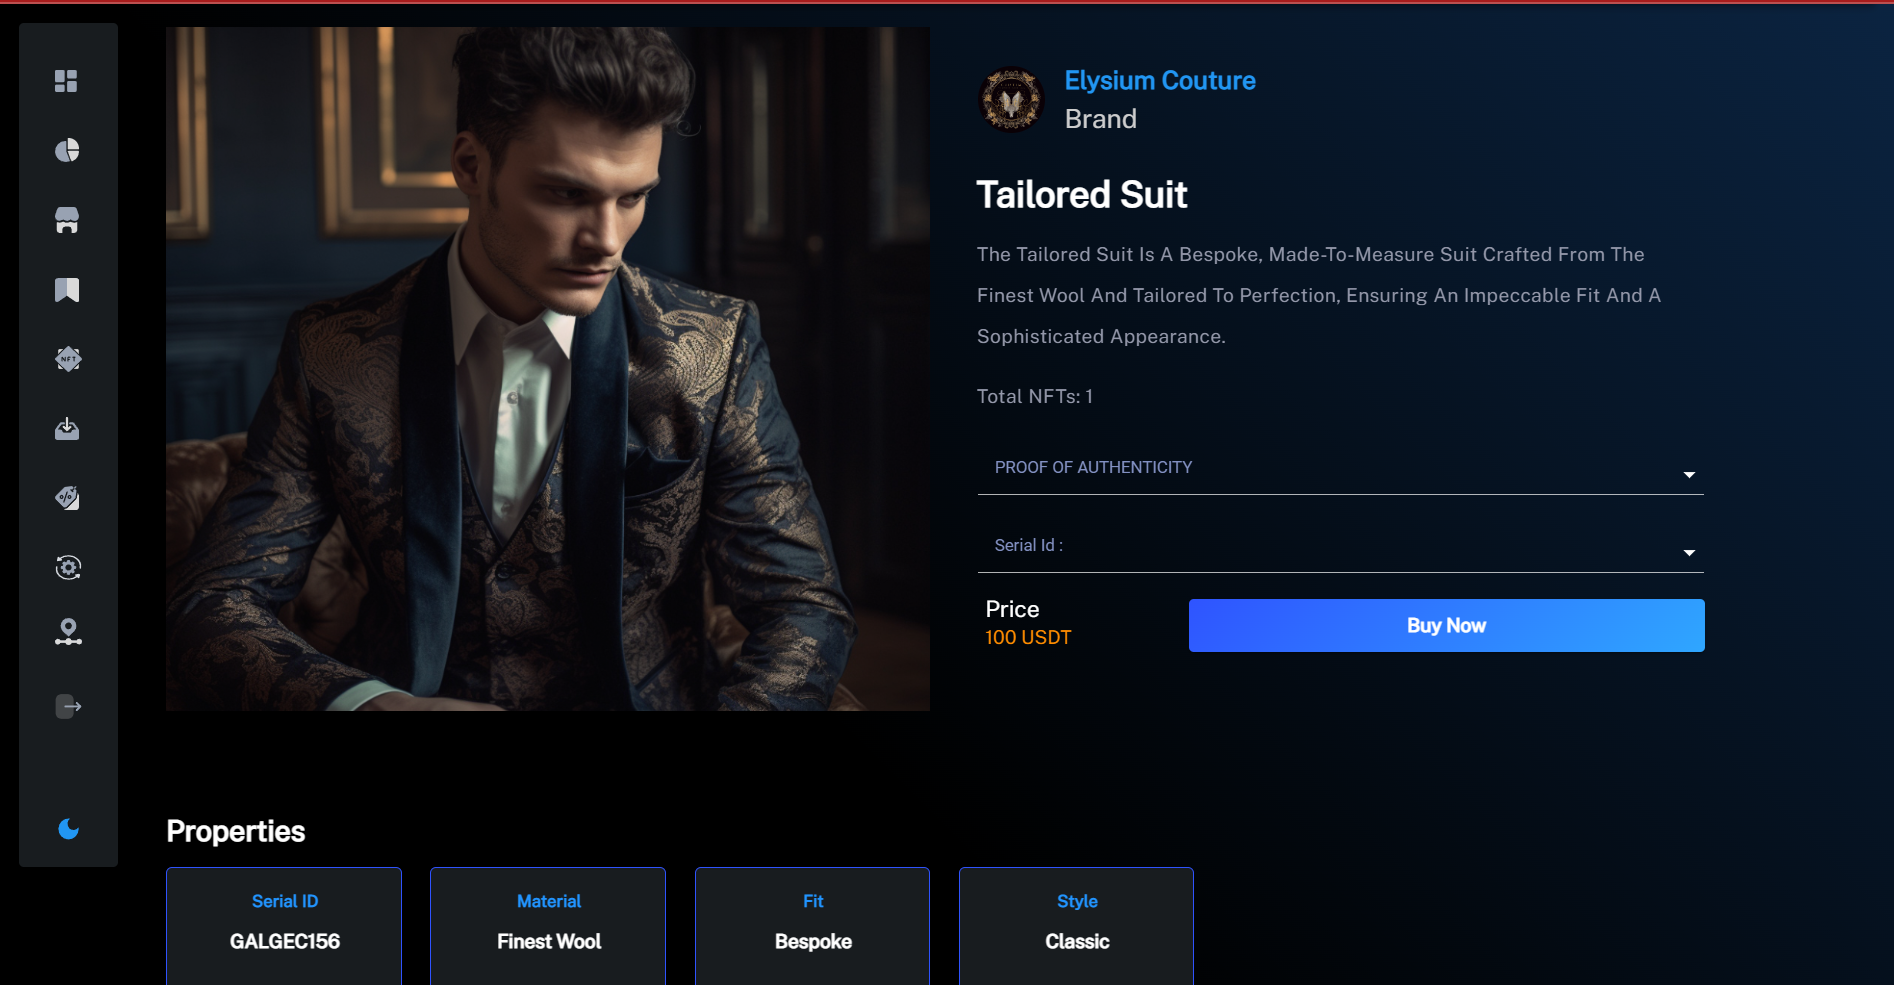 Elysium Couture
Brand
Tailored Suit
The Tailored Suit Is A Bespoke, Made-To-Measure Suit Crafted From The
Finest Wool And Tailored To Perfection, Ensuring An Impeccable Fit And A
Sophisticated Appearance.
Total NFTs: 1
PROOF OF AUTHENTICITY
Serial Id :
Price
100 USDT
Buy Now
NFT
Properties
Serial ID
GALGEC156
Material
Finest Wool
Fit
Bespoke
Style
Classic